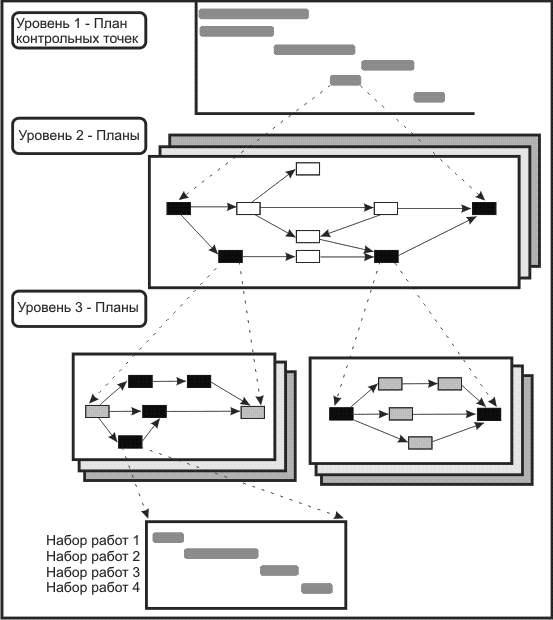 Уровень 1 - План
контрольных точек
Уровень 2 - Планы
Уровень 3 - Планы
Набор работ 1
Набор работ 2
Набор работ 3
Набор работ 4